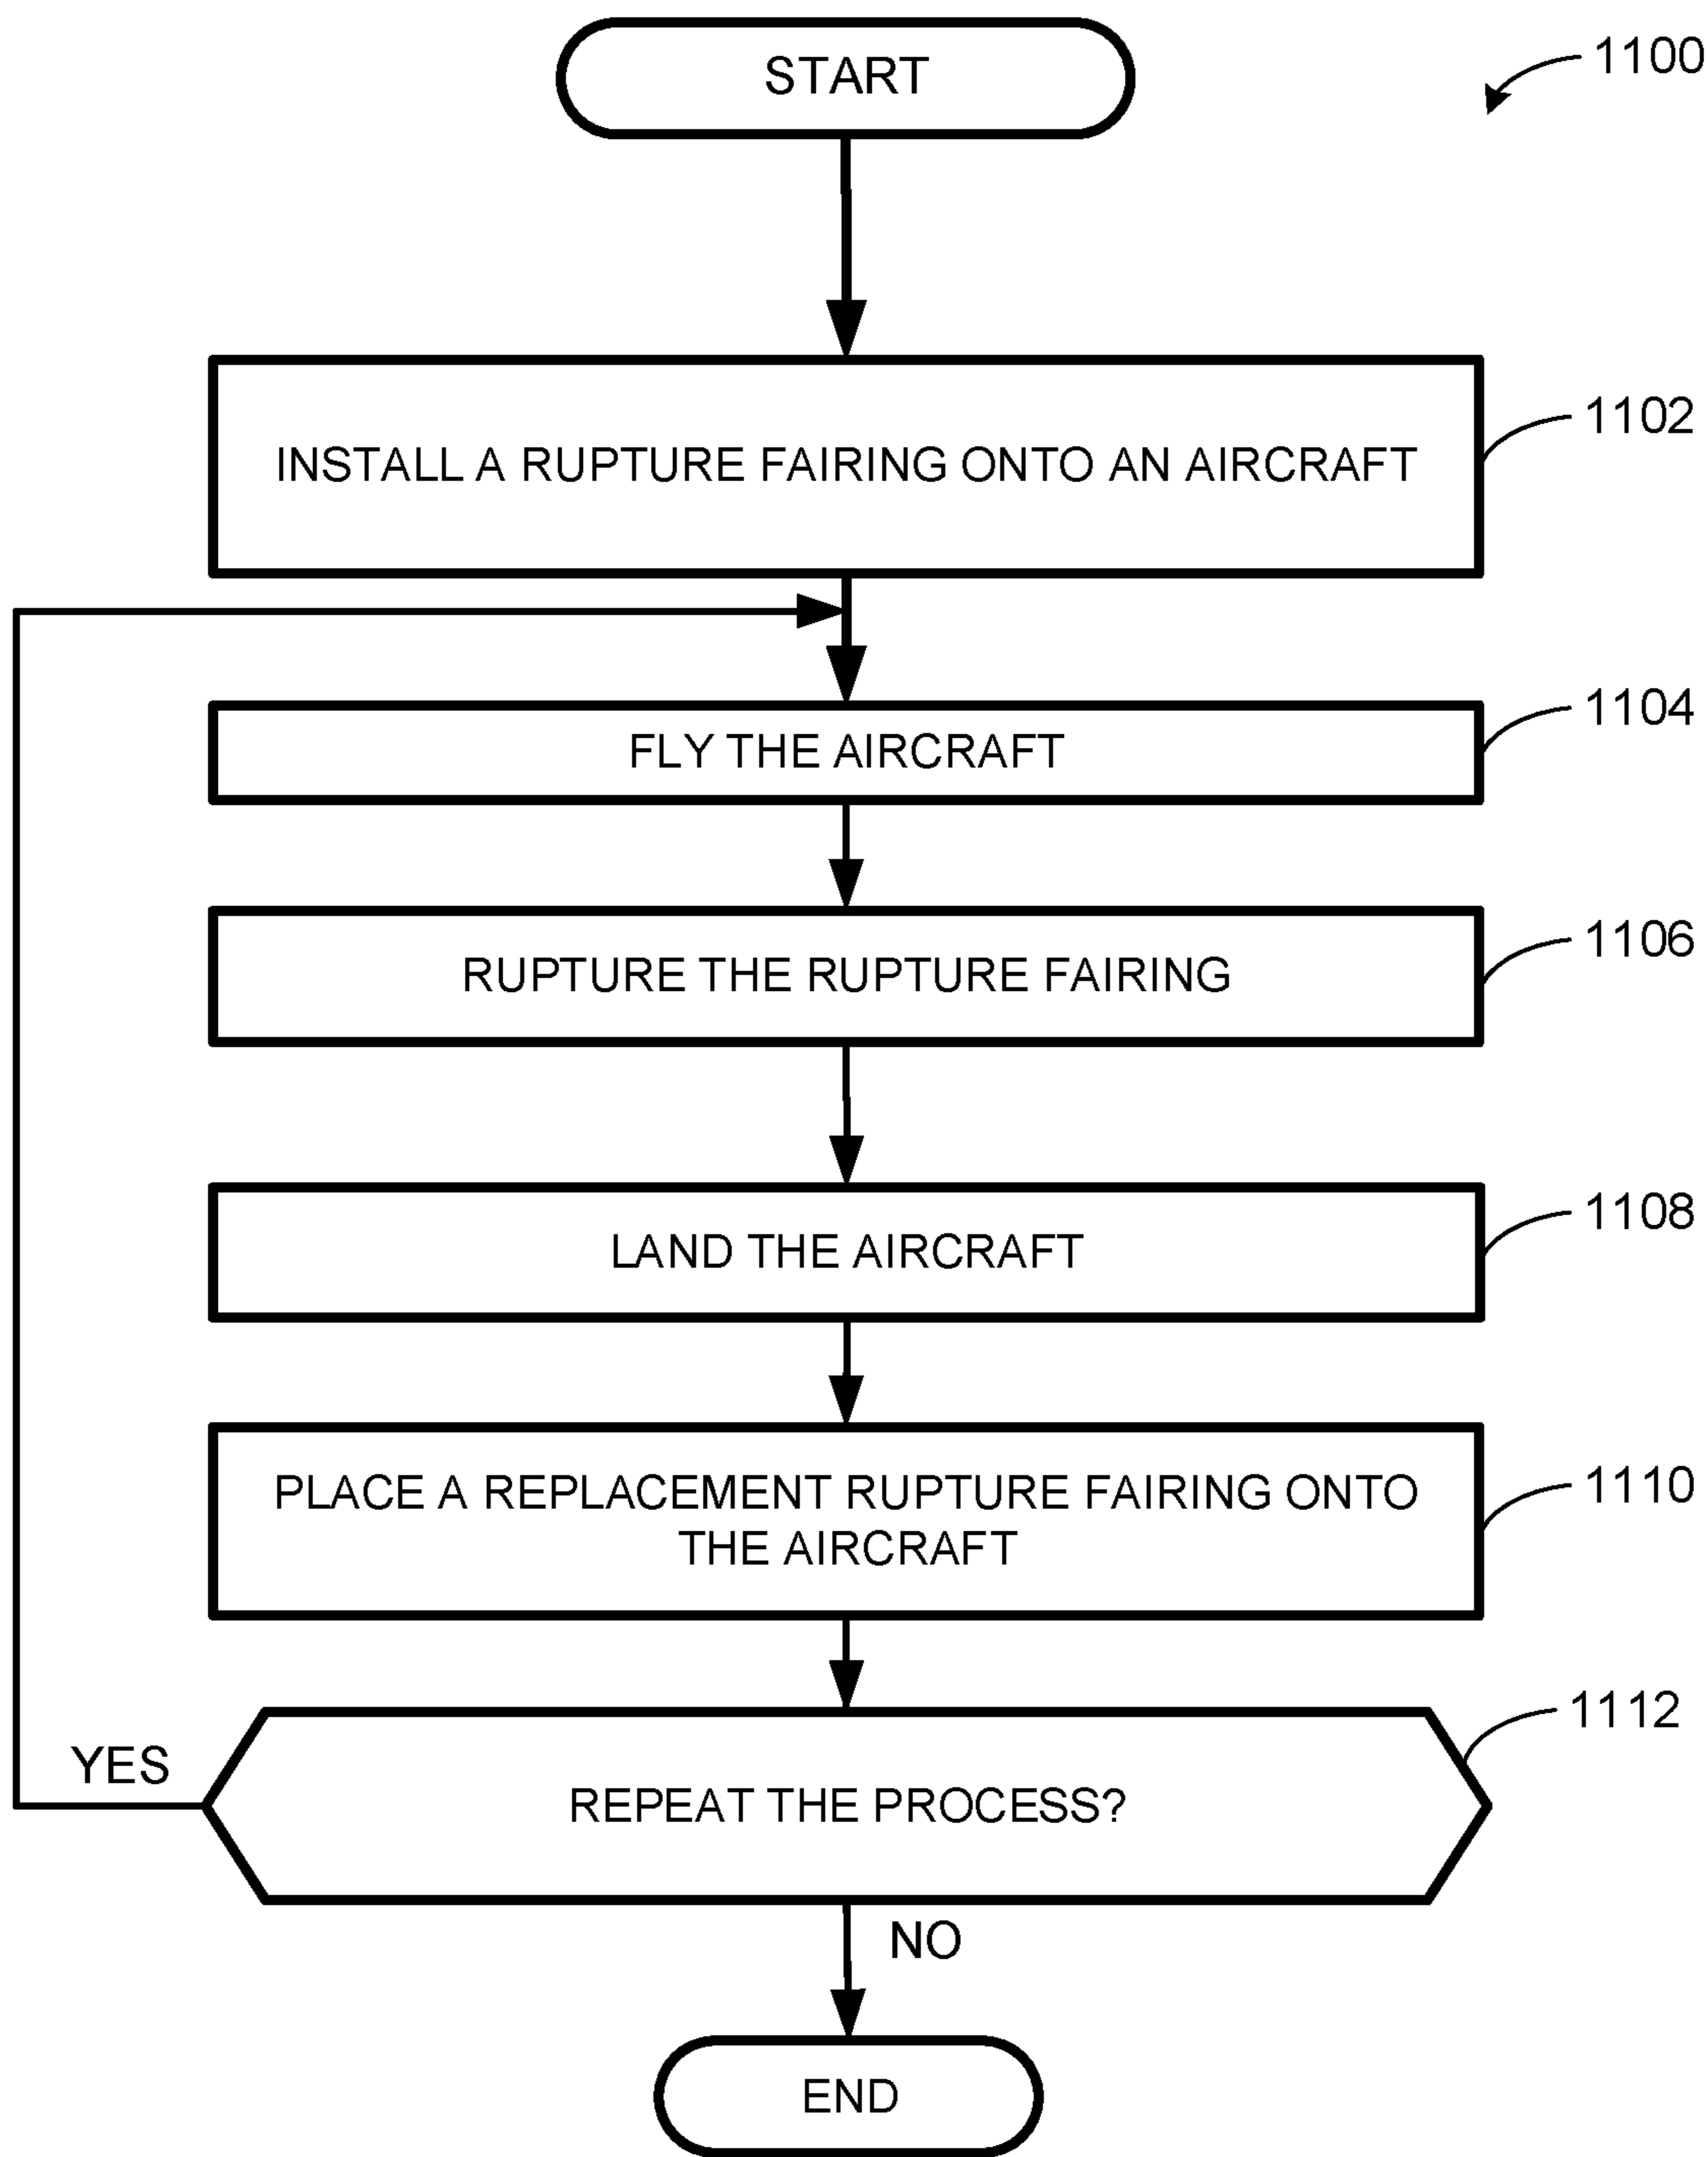 START
1100
INSTALL A RUPTURE FAIRING ONTO AN AIRCRAFT
1102
FLY THE AIRCRAFT
1104
RUPTURE THE RUPTURE FAIRING
1106
LAND THE AIRCRAFT
1108
PLACE A REPLACEMENT RUPTURE FAIRING ONTO
THE AIRCRAFT
1110
REPEAT THE PROCESS?
1112
YES
NO
END